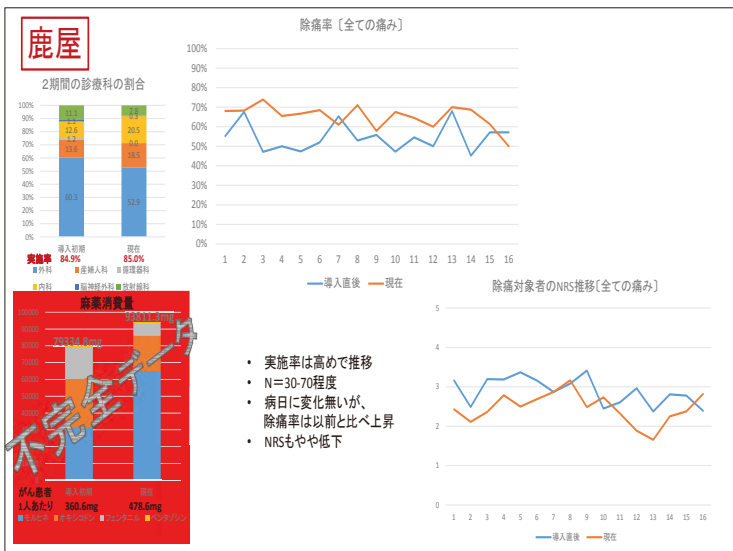 鹿屋
2期間の診療科の割合
100%
90%
80%
70%
60%
50%
40%
30%
20%
10%
0%
11.1
12.6
1.2
13.6
60.3
7.8
20.5
0.0
18.5
52.9
導入初期
現在
実施率
84.9%
85.0%
外科
産婦人科
循環器科
内科
脳神経外科
放射線科
除痛率〔全ての痛み〕
100%
90%
80%
70%
60%
50%
40%
30%
20%
10%
0%
1 2 3 4 5 6 7 8 9 10 11 12 13 14 15 16
導入直後
現在
麻薬消費量
100000
90000
80000
70000
60000
50000
79334.8mg
不完全データ
がん患者
1人あたり
導入初期
現在
360.6mg
478.6mg
モルヒネ
オキシコドン
フェンタニル
ペンタゾシン
• 実施率は高めで推移
• N=30-70程度
• 病日に変化無いが、
除痛率は以前と比べ上昇
• NRSもやや低下
除痛対象者のNRS推移〔全ての痛み〕
5
4
3
2
1
0
1 2 3 4 5 6 7 8 9 10 11 12 13 14 15 16
導入直後
現在